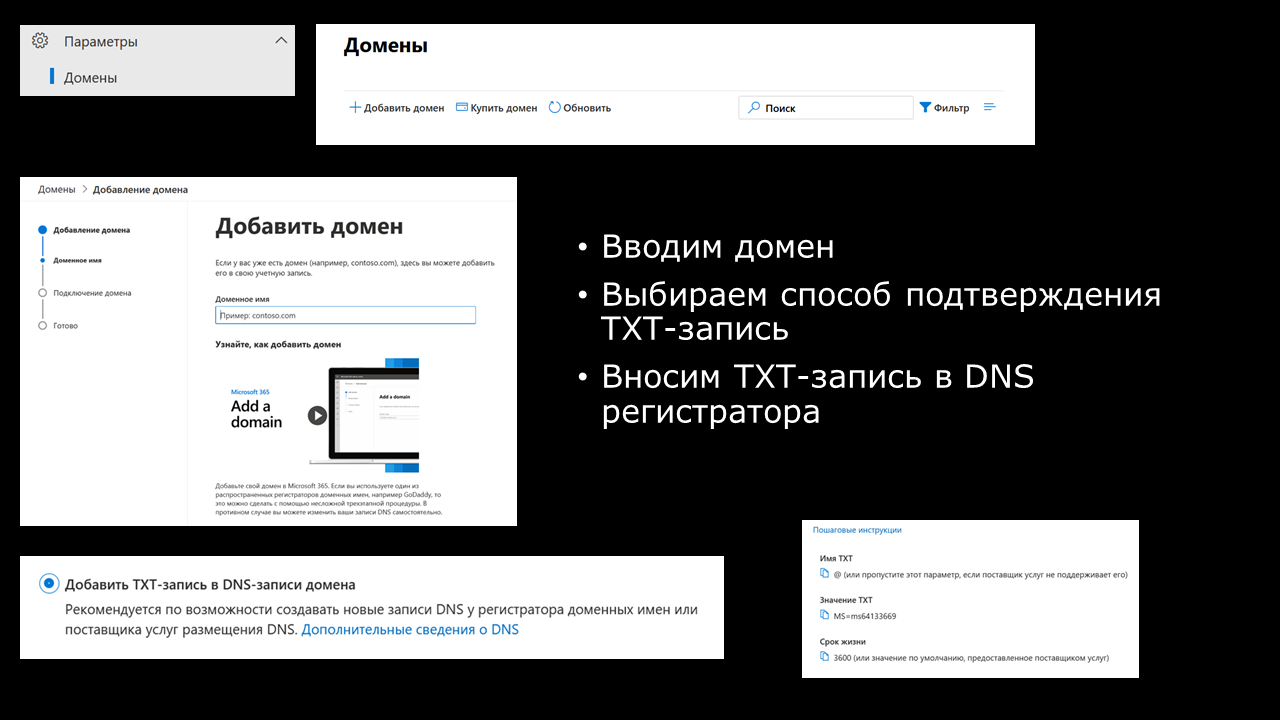 Параметры
Домены
Домены
Добавить домен
Купить домен
Обновить
Поиск
Фильтр
Домены > Добавление домена
Добавление домена
Доменное имя
Подключение домена
Готово
Добавить домен
Если у вас уже есть домен (например, contoso.com), здесь вы можете добавить
его в свою учетную запись.
Доменное имя
Пример: contoso.com
Узнайте, как добавить домен
Microsoft 365
Add a
domain
Add a domain
Добавьте свой домен в Microsoft 365. Если вы используете один из
распространенных регистраторов доменных имен, например GoDaddy, то
это можно сделать с помощью несложной трехэтапной процедуры. В
противном случае вы можете изменить ваши записи DNS самостоятельно.
• Вводим домен
• Выбираем способ подтверждения
TXT-запись
• Вносим TXT-запись в DNS
регистратора
Добавить TXT-запись в DNS-записи домена
Рекомендуется по возможности создавать новые записи DNS у регистратора доменных имен или
поставщика услуг размещения DNS. Дополнительные сведения о DNS
Пошаговые инструкции
Имя TXT
@ (или пропустите этот параметр, если поставщик услуг не поддерживает его)
Значение TXT
MS=ms64133669
Срок жизни
3600 (или значение по умолчанию, предоставленное поставщиком услуг)